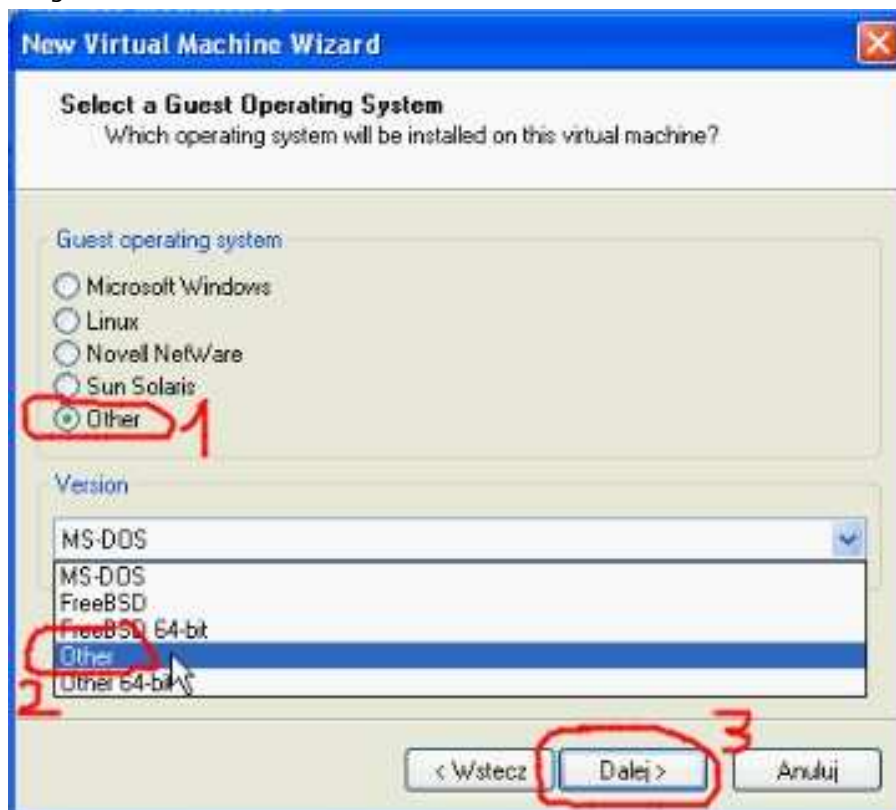 New Virtual Machine Wizard
Select a Guest Operating System
Which operating system will be installed on this virtual machine?
Guest operating system
Microsoft Windows
Linux
Novell NetWare
Sun Solaris
Other 1
Version
MS-DOS
MS-DOS
FreeBSD
FreeBSD 64-bit
Other
Other 64-bit
2
3
< Wstecz Dalej > Anuluj